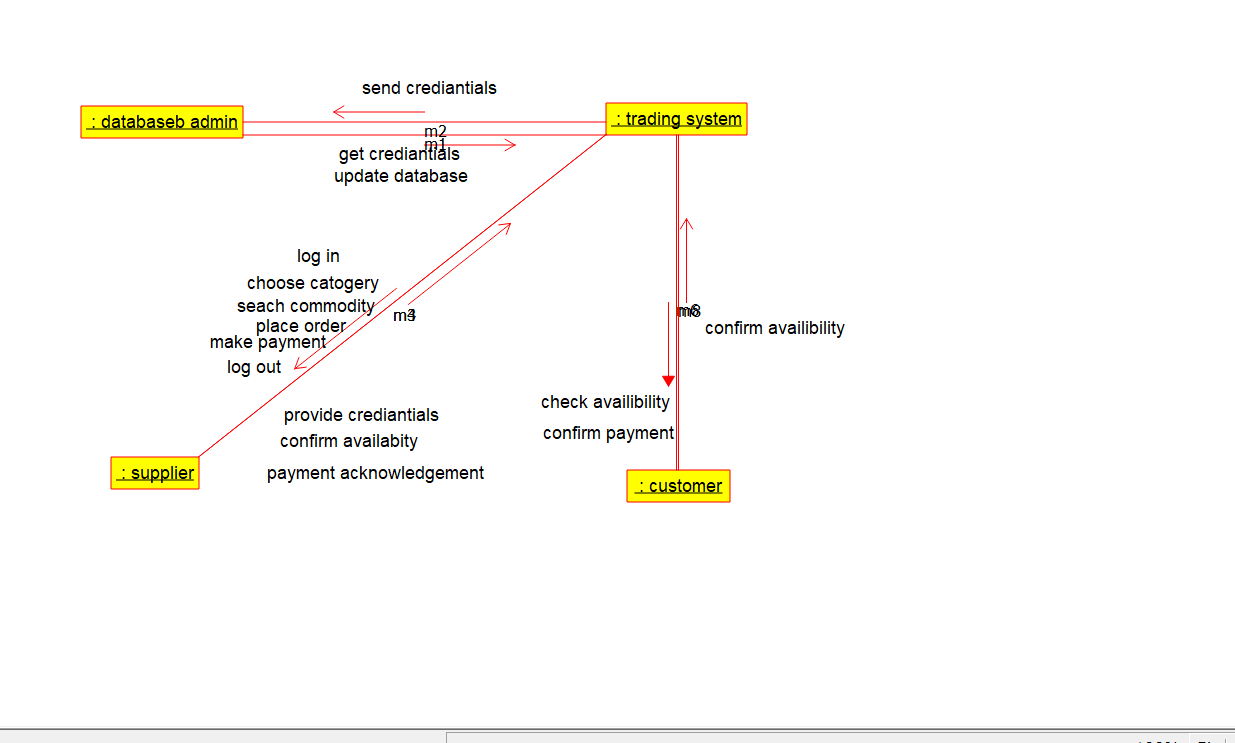 send crediantials
: databaseb admin
: trading system
m2
m1
get crediantials
update database
log in
choose catogery
seach commodity
place order
make payment
log out
confirm availibility
check availibility
confirm payment
provide crediantials
confirm availabity
payment acknowledgement
: supplier
: customer